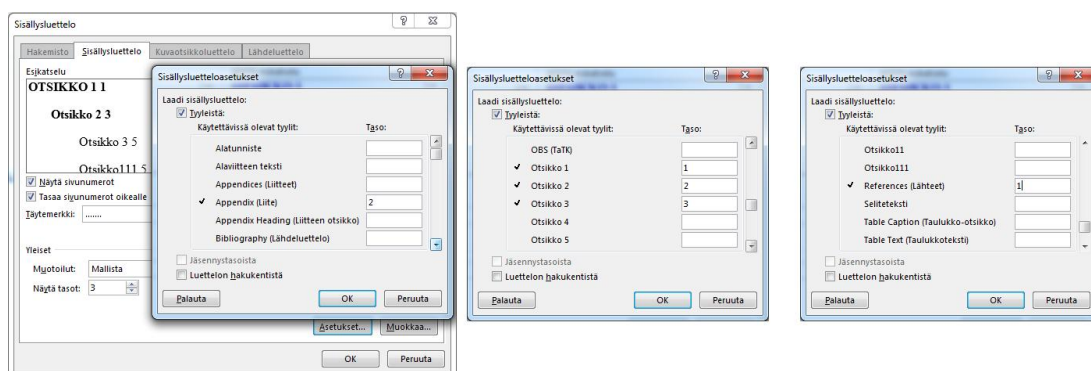 Sisällysluettelo
Hakemisto Sisällysluettelo Kuvaotsikkoluettelo Lähdeluettelo
Esikatselu
OTSIKKO 1 1
Otsikko 2 3
Otsikko 3 5
Otsikko111 5
Näytä sivunumerot
Tasaa sivunumerot oikealle
Täytemerkki: .......
Yleiset
Muotoilut: Mallista
Näytä tasot: 3
Asetukset... Muokkaa...
OK Peruuta
Sisällysluetteloasetukset
Laadi sisällysluettelo:
Tyyleistä:
Käytettävissä olevat tyylit: Taso:
Alatunniste
Alaviitteen teksti
Appendices (Liitteet)
Appendix (Liite) 2
Appendix Heading (Liitteen otsikko)
Bibliography (Lähdeluettelo)
Jäsennystasoista
Luettelon hakukentistä
Palauta OK Peruuta
Sisällysluetteloasetukset
Laadi sisällysluettelo:
Tyyleistä:
Käytettävissä olevat tyylit: Taso:
OBS (TaTK)
Otsikko 1 1
Otsikko 2 2
Otsikko 3 3
Otsikko 4
Otsikko 5
Jäsennystasoista
Luettelon hakukentistä
Palauta OK Peruuta
Sisällysluetteloasetukset
Laadi sisällysluettelo:
Tyyleistä:
Käytettävissä olevat tyylit: Taso:
Otsikko11
Otsikko111
References (Lähteet) 1
Seliteteksti
Table Caption (Taulukko-otsikko)
Table Text (Taulukkoteksti)
Jäsennystasoista
Luettelon hakukentistä
Palauta OK Peruuta